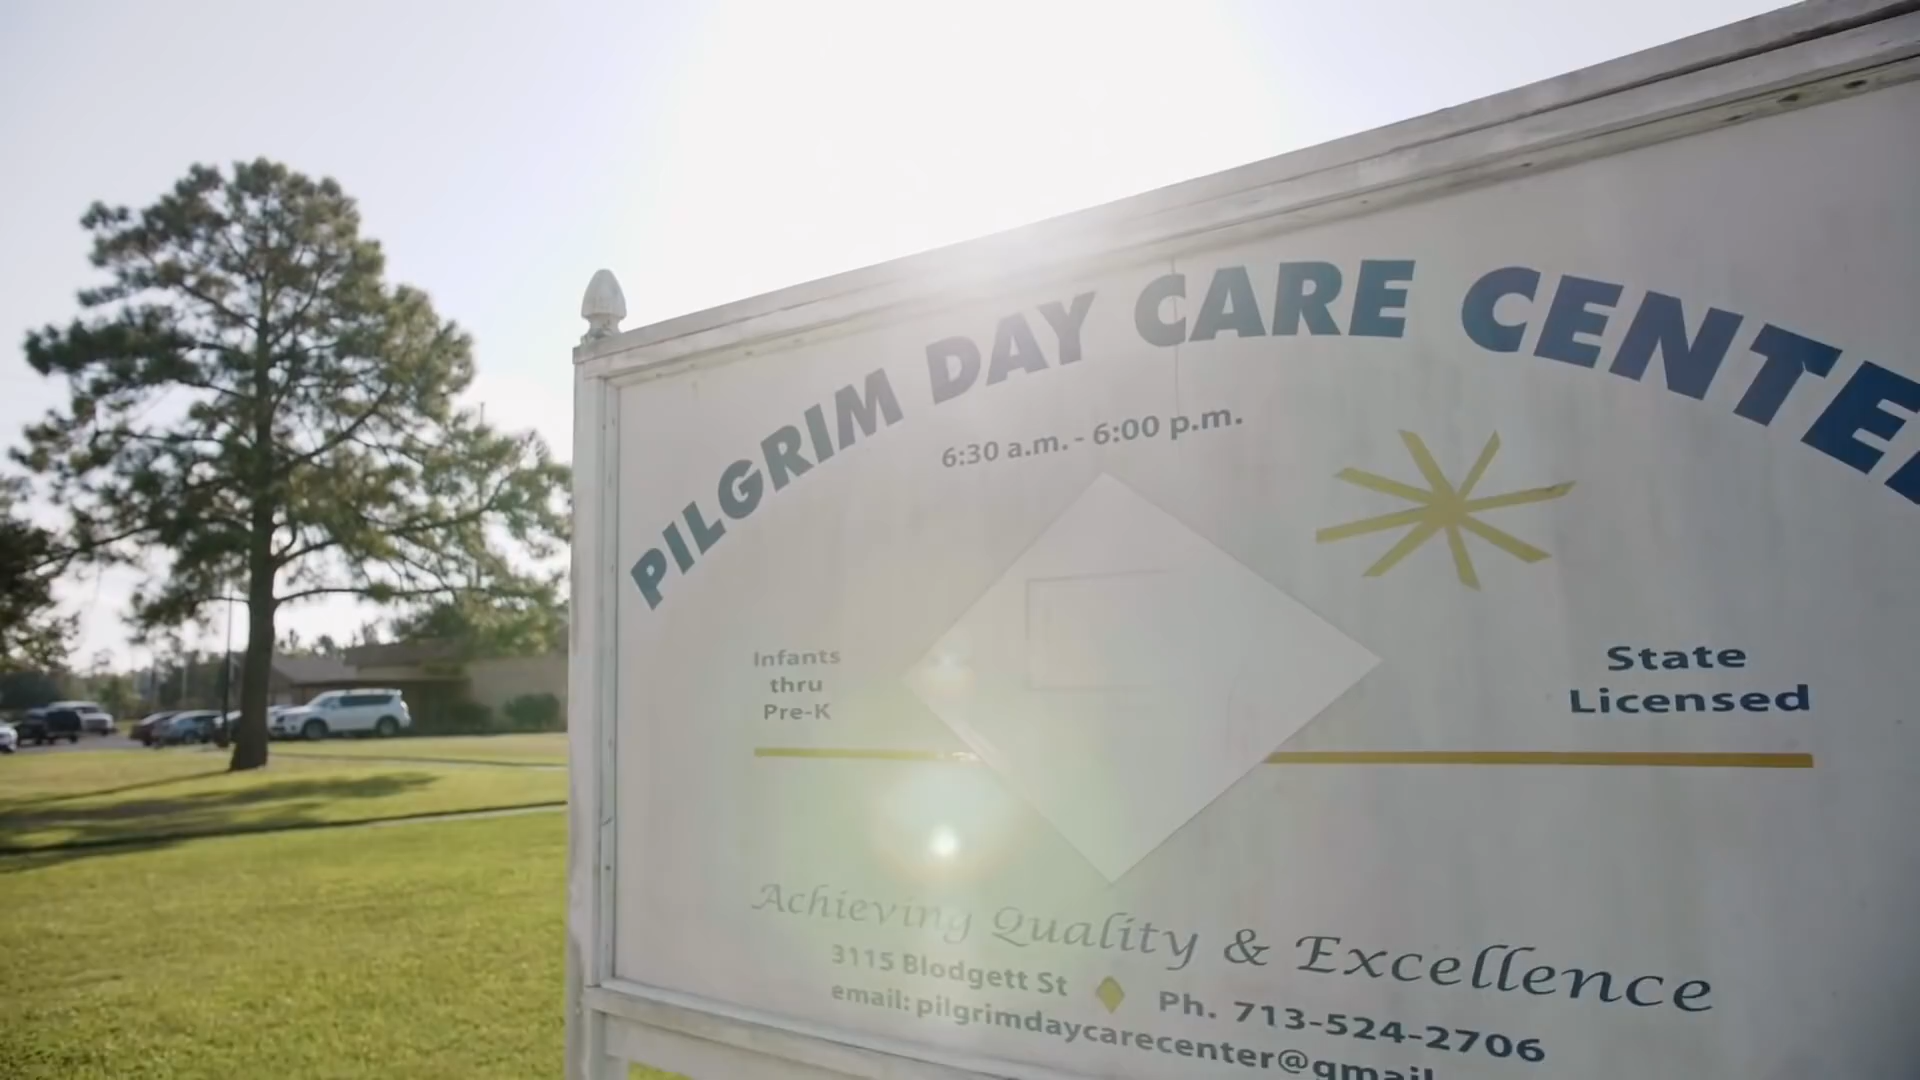 PILGRIM DAY CARE CENTE
6:30 a.m. - 6:00 p.m.
Infants
thru
Pre-K
State
Licensed
Achieving Quality & Excellence
3115 Blodgett St Ph. 713-524-2706
email: pilgrimdaycarecenter@gmail